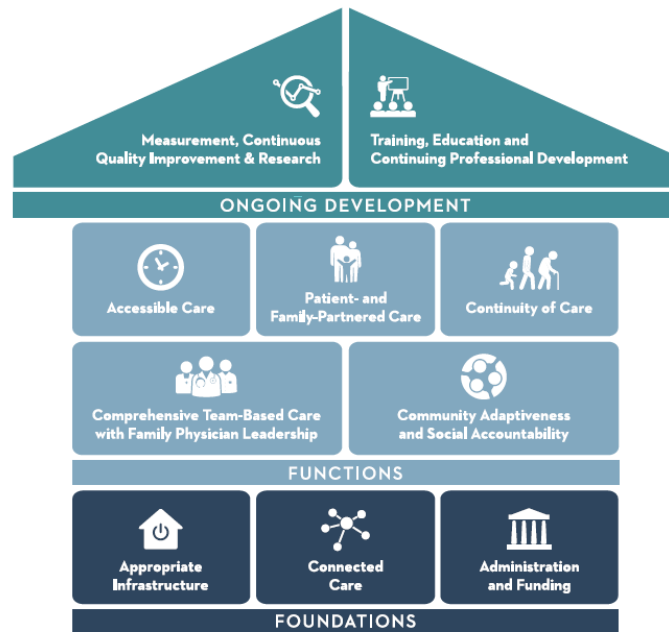 Measurement, Continuous
Quality Improvement & Research
Training, Education and
Continuing Professional Development
ONGOING DEVELOPMENT
Accessible Care
Patient- and
Family-Partnered Care
Continuity of Care
Comprehensive Team-Based Care
with Family Physician Leadership
Community Adaptiveness
and Social Accountability
FUNCTIONS
Appropriate
Infrastructure
Connected
Care
Administration
and Funding
FOUNDATIONS